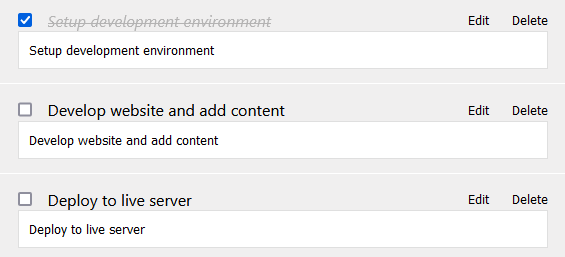 Setup development environment Edit Delete
Setup development environment
Develop website and add content Edit Delete
Develop website and add content
Deploy to live server Edit Delete
Deploy to live server